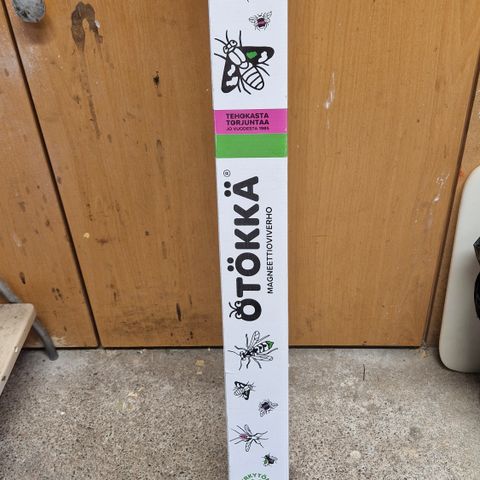 TEHOKASTA
TORJUNTAA
JO VUODESTA 1985
ÖTÖKKÄ®
MAGNEETTIOVIVERHO